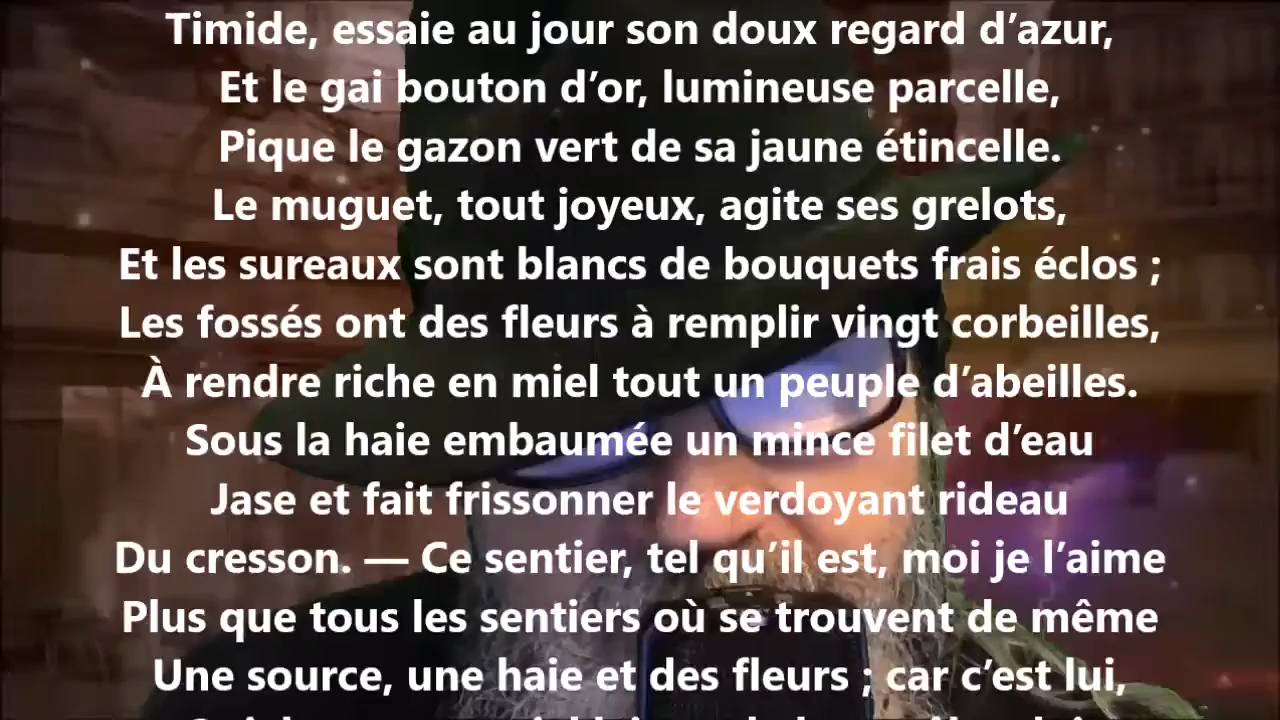 Timide, essaie au jour son doux regard d’azur,
Et le gai bouton d’or, lumineuse parcelle,
Pique le gazon vert de sa jaune étincelle.
Le muguet, tout joyeux, agite ses grelots,
Et les sureaux sont blancs de bouquets frais éclos ;
Les fossés ont des fleurs à remplir vingt corbeilles,
À rendre riche en miel tout un peuple d’abeilles.
Sous la haie embaumée un mince filet d’eau
Jase et fait frissonner le verdoyant rideau
Du cresson. — Ce sentier, tel qu’il est, moi je l’aime
Plus que tous les sentiers où se trouvent de même
Une source, une haie et des fleurs ; car c’est lui,